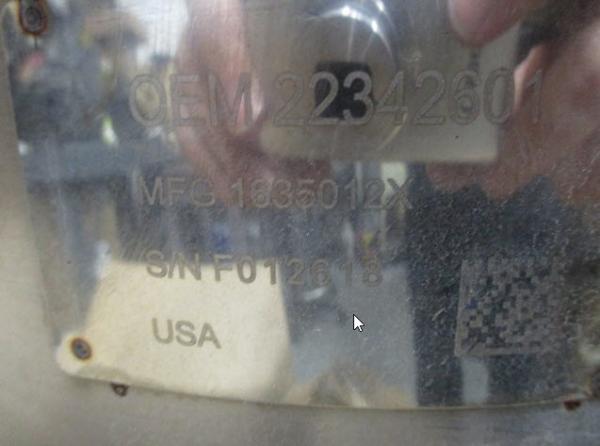 OEM 22342601
MFG 1835012X
S/N F012618
USA